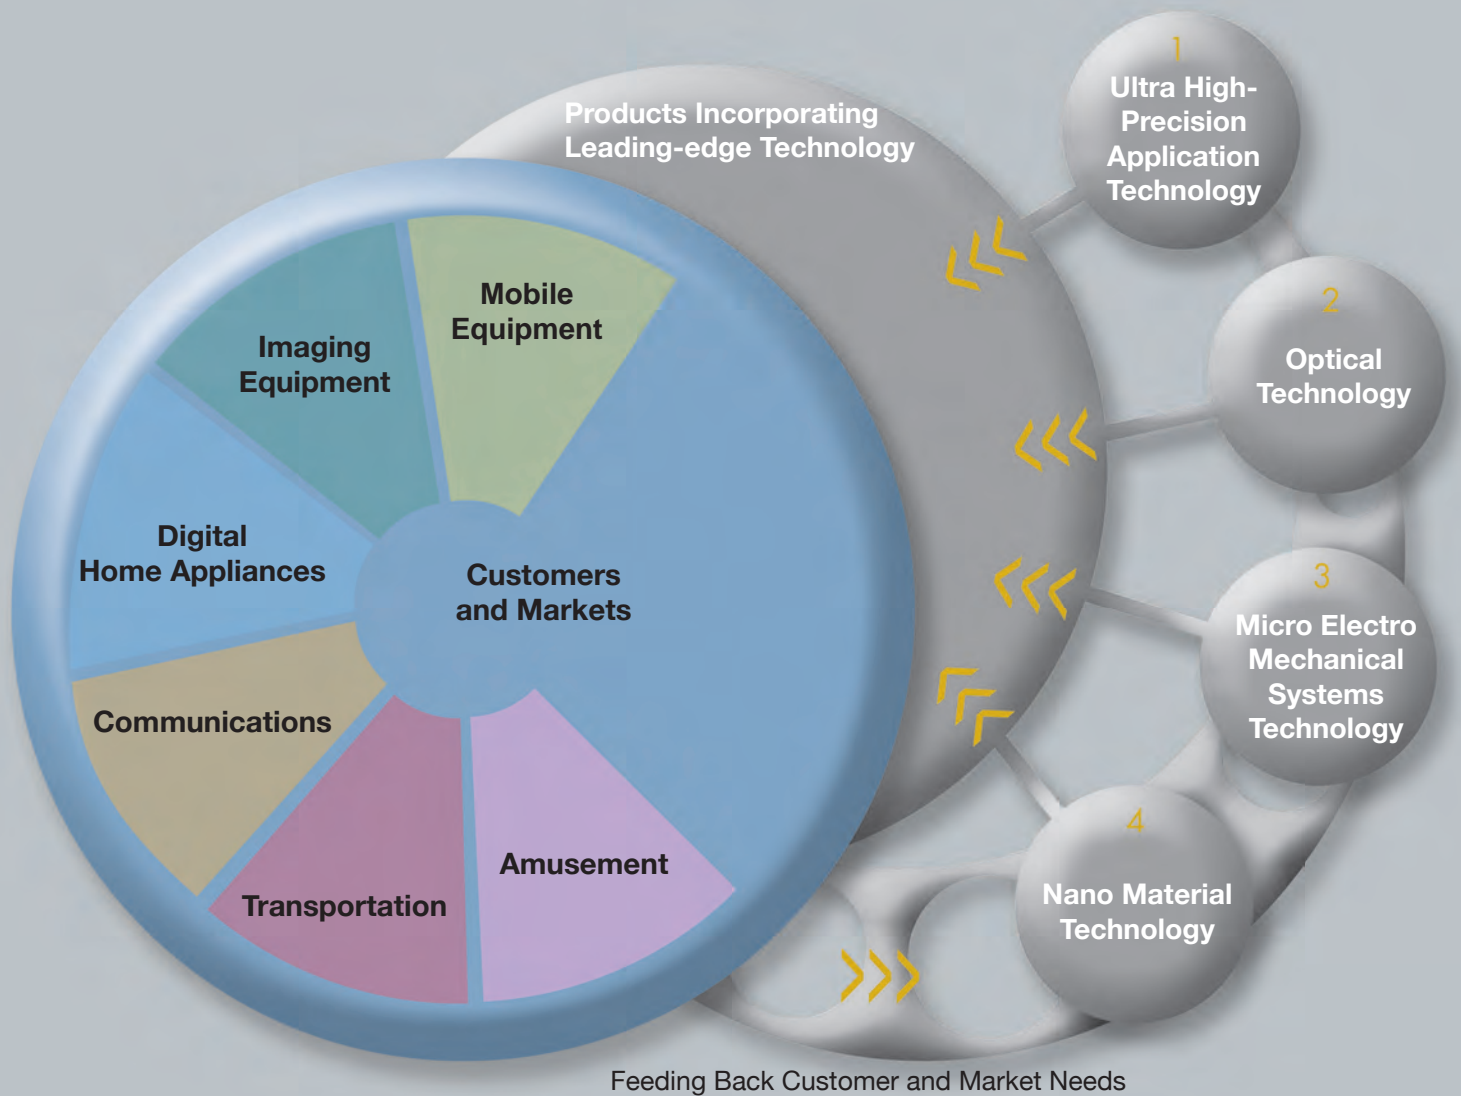 Products Incorporating
Leading-edge Technology
1
Ultra High-
Precision
Application
Technology
2
Optical
Technology
3
Micro Electro
Mechanical
Systems
Technology
4
Nano Material
Technology
Mobile
Equipment
Imaging
Equipment
Digital
Home Appliances
Customers
and Markets
Communications
Transportation
Amusement
Feeding Back Customer and Market Needs